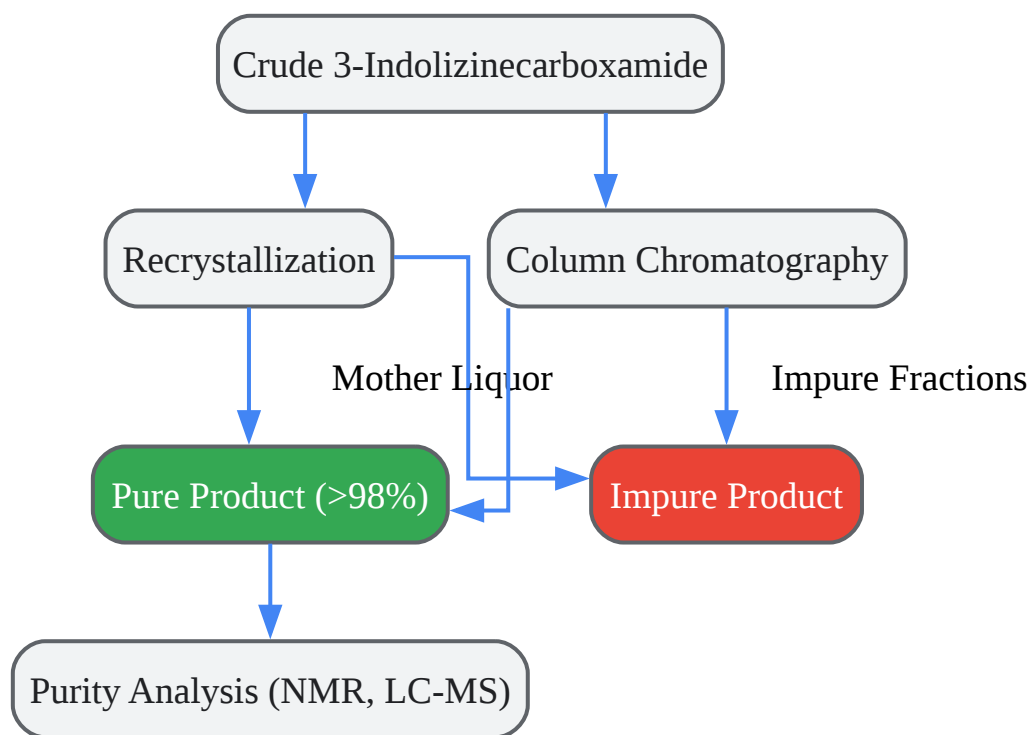 Crude 3-Indolizinecarboxamide
Recrystallization
Column Chromatography
Mother Liquor
Impure Fractions
Pure Product (>98%)
Impure Product
Purity Analysis (NMR, LC-MS)